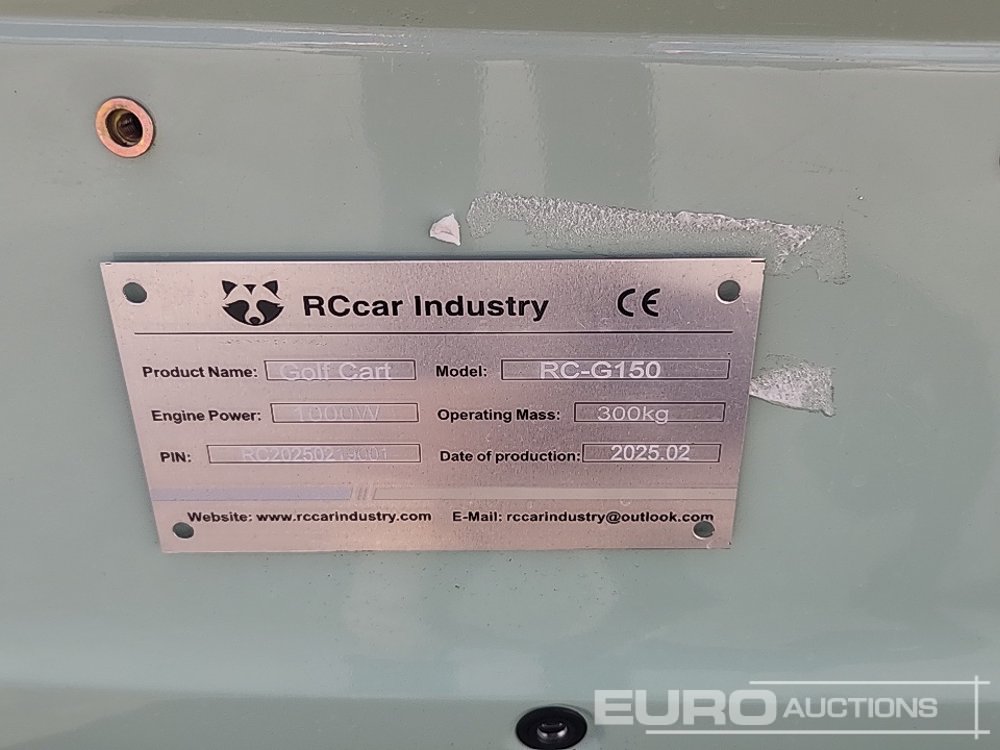 RCcar Industry CE
Product Name: Golf Cart Model: RC-G150
Engine Power: 1000W Operating Mass: 300kg
PIN: RC20250219001 Date of production: 2025.02
Website: www.rccarindustry.com E-Mail: rccarindustry@outlook.com
EURO AUCTIONS